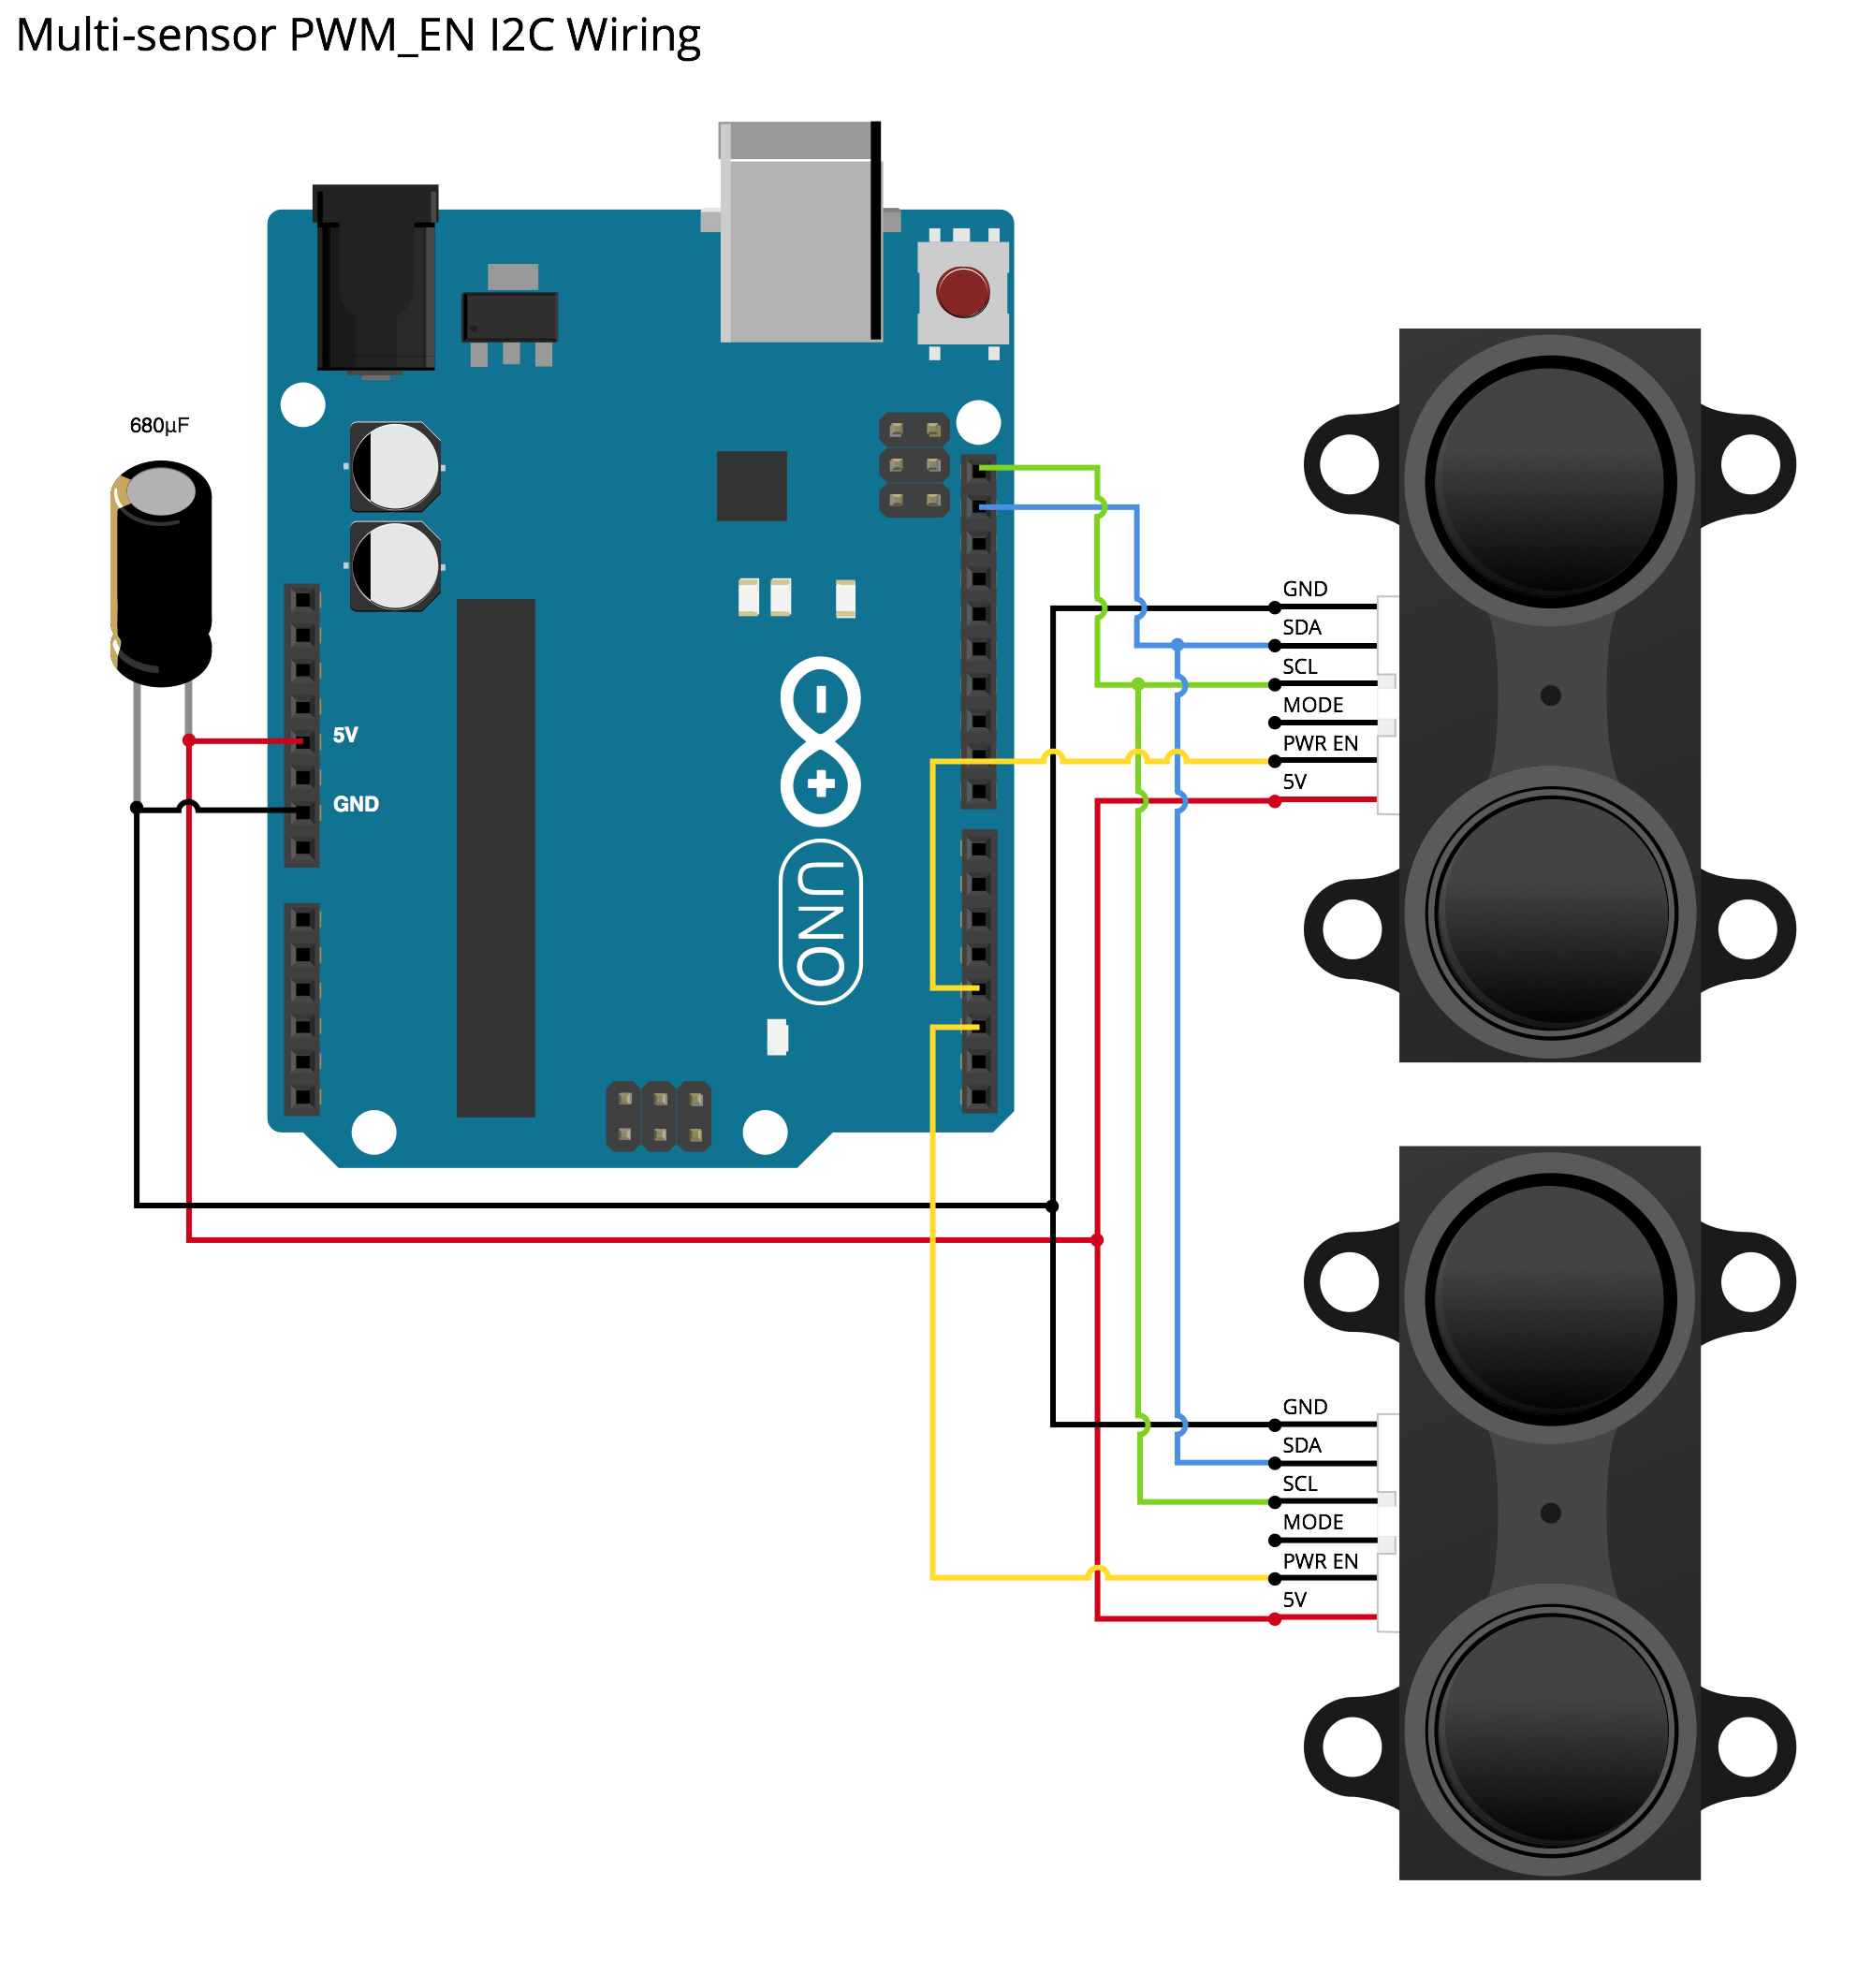 Multi-sensor PWM_EN I2C Wiring
680µF
5V
GND
UNO
GND
SDA
SCL
MODE
PWR EN
5V
GND
SDA
SCL
MODE
PWR EN
5V